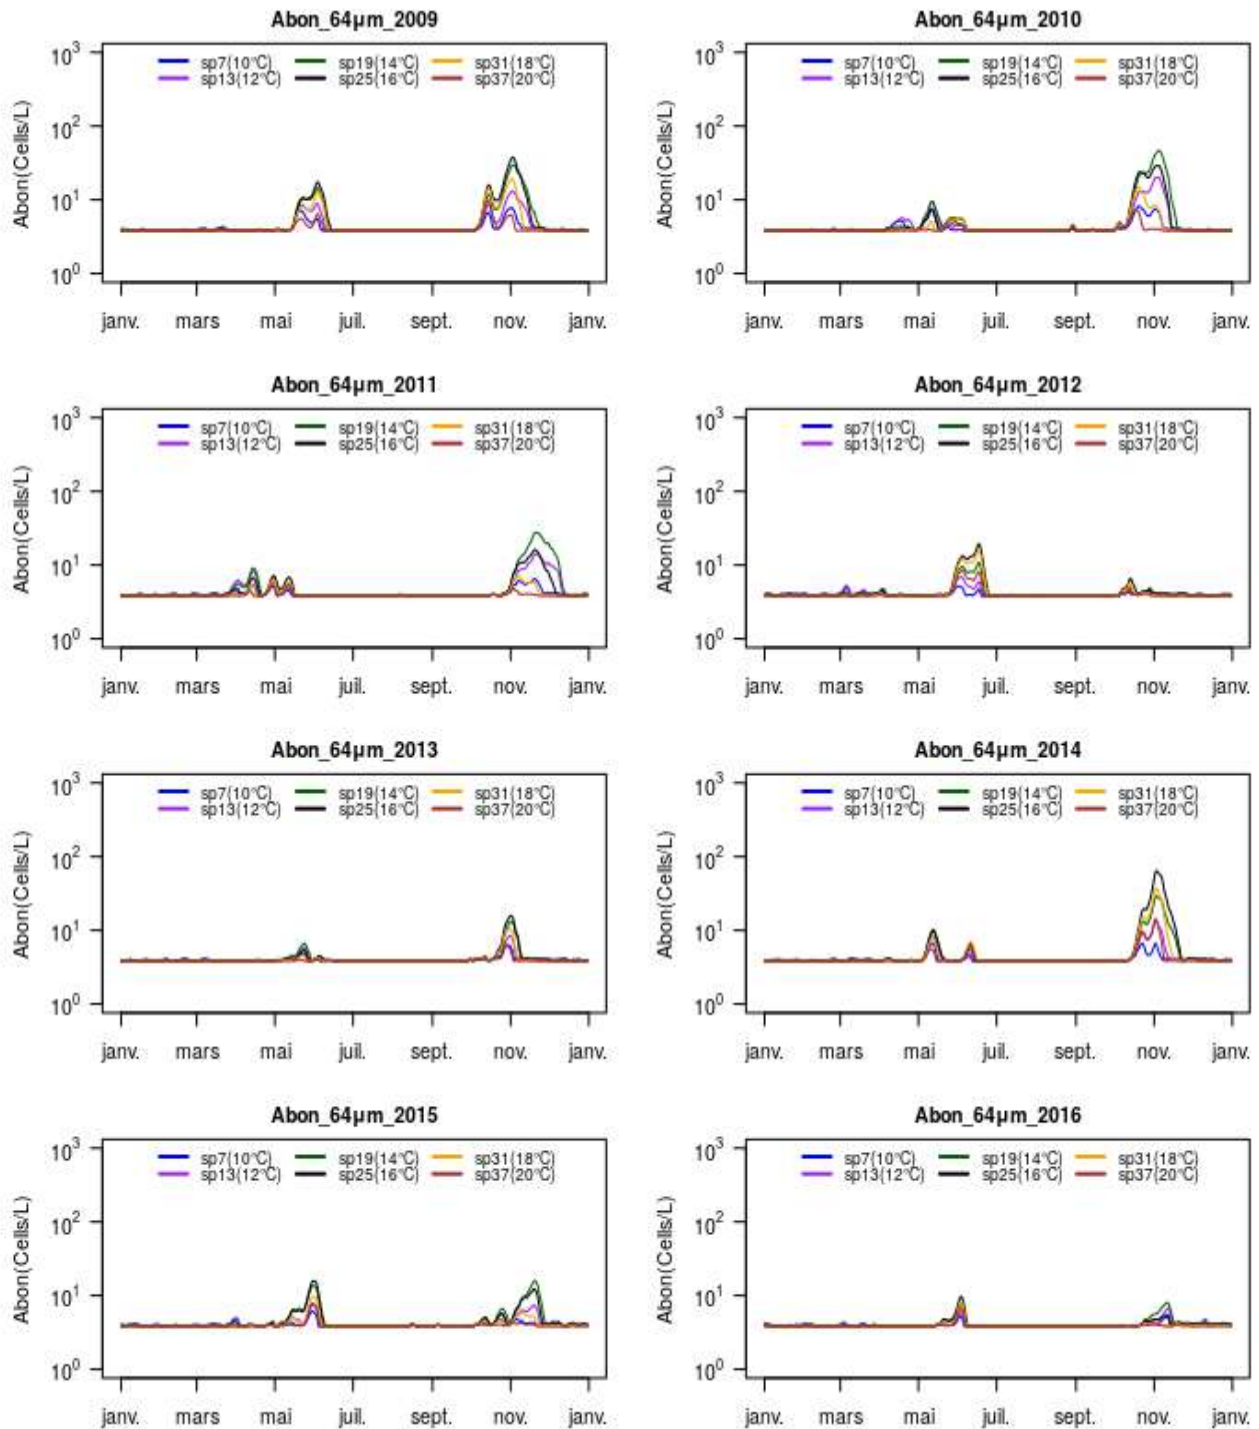 Abon_64µm_2009
Abon(Cells/L)
10³
10²
10¹
10⁰
sp7(10°C) sp19(14°C) sp31(18°C)
sp13(12°C) sp25(16°C) sp37(20°C)
janv. mars mai juil. sept. nov. janv.
Abon_64µm_2010
Abon(Cells/L)
10³
10²
10¹
10⁰
sp7(10°C) sp19(14°C) sp31(18°C)
sp13(12°C) sp25(16°C) sp37(20°C)
janv. mars mai juil. sept. nov. janv.
Abon_64µm_2011
Abon(Cells/L)
10³
10²
10¹
10⁰
sp7(10°C) sp19(14°C) sp31(18°C)
sp13(12°C) sp25(16°C) sp37(20°C)
janv. mars mai juil. sept. nov. janv.
Abon_64µm_2012
Abon(Cells/L)
10³
10²
10¹
10⁰
sp7(10°C) sp19(14°C) sp31(18°C)
sp13(12°C) sp25(16°C) sp37(20°C)
janv. mars mai juil. sept. nov. janv.
Abon_64µm_2013
Abon(Cells/L)
10³
10²
10¹
10⁰
sp7(10°C) sp19(14°C) sp31(18°C)
sp13(12°C) sp25(16°C) sp37(20°C)
janv. mars mai juil. sept. nov. janv.
Abon_64µm_2014
Abon(Cells/L)
10³
10²
10¹
10⁰
sp7(10°C) sp19(14°C) sp31(18°C)
sp13(12°C) sp25(16°C) sp37(20°C)
janv. mars mai juil. sept. nov. janv.
Abon_64µm_2015
Abon(Cells/L)
10³
10²
10¹
10⁰
sp7(10°C) sp19(14°C) sp31(18°C)
sp13(12°C) sp25(16°C) sp37(20°C)
janv. mars mai juil. sept. nov. janv.
Abon_64µm_2016
Abon(Cells/L)
10³
10²
10¹
10⁰
sp7(10°C) sp19(14°C) sp31(18°C)
sp13(12°C) sp25(16°C) sp37(20°C)
janv. mars mai juil. sept. nov. janv.